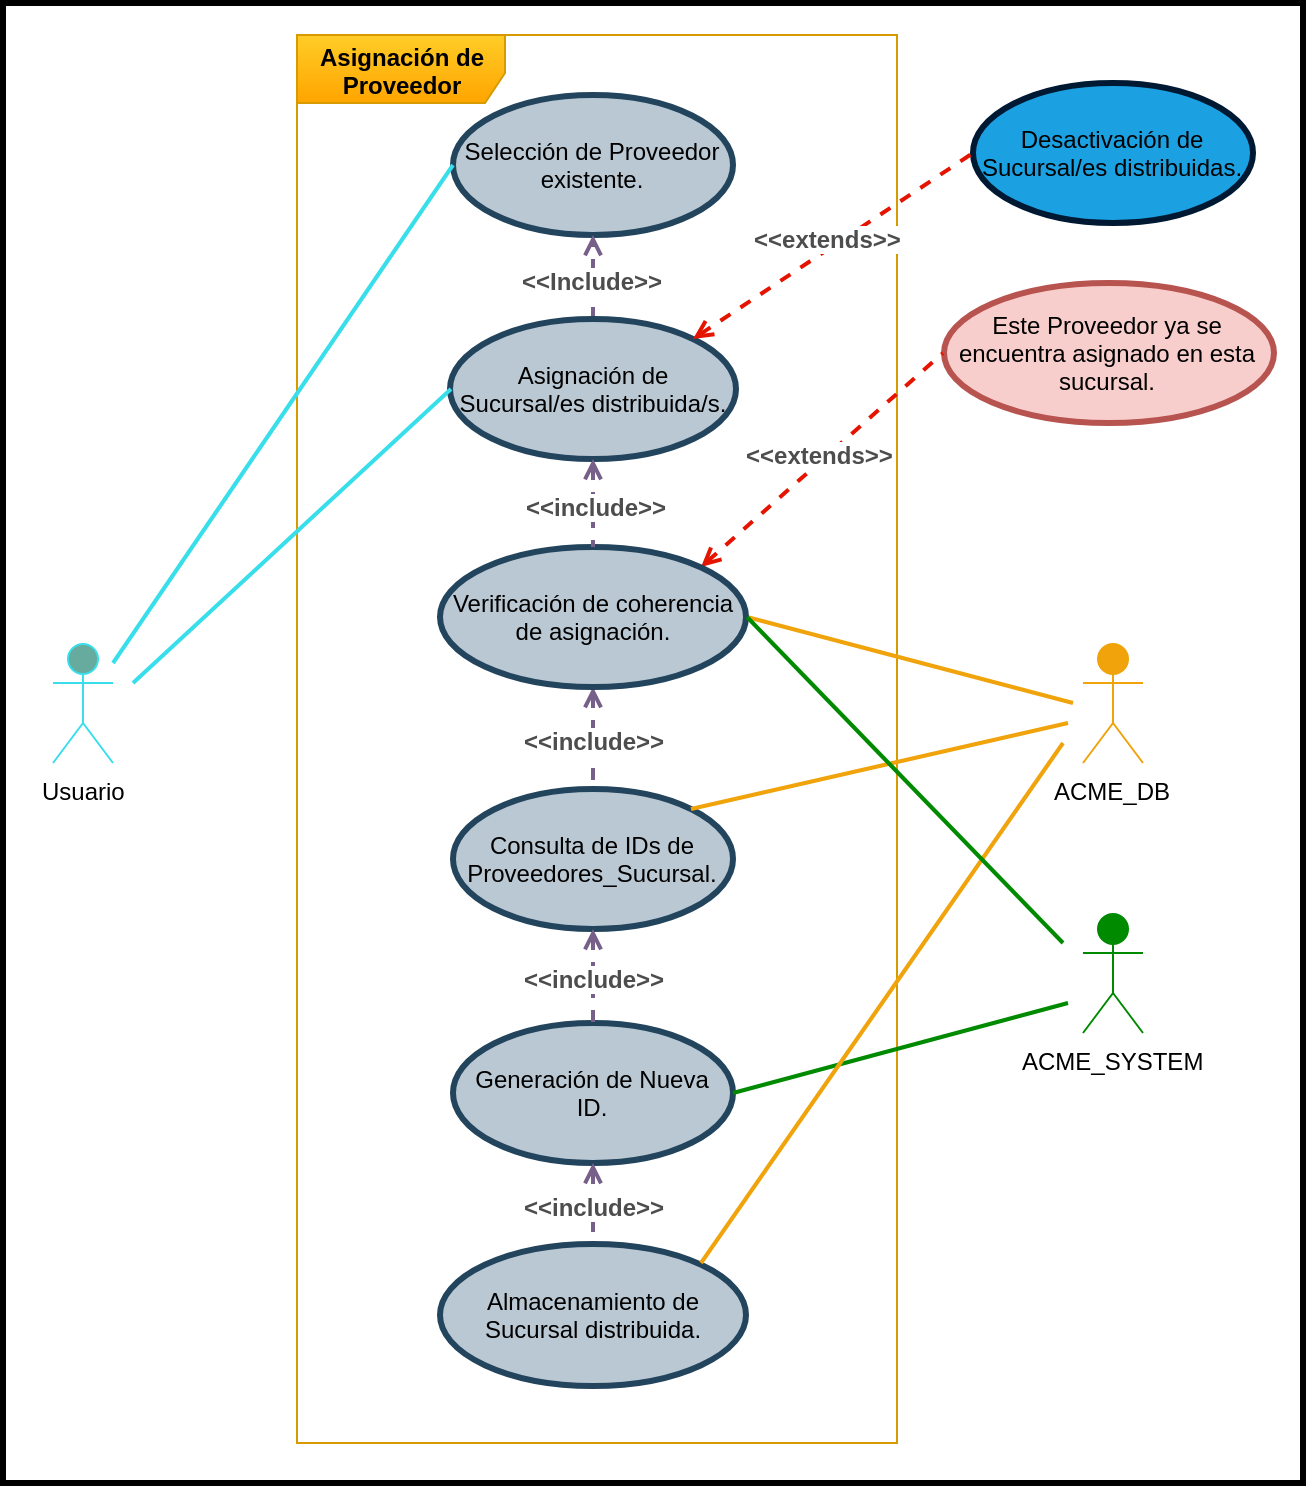 Asignación de
Proveedor
Selección de Proveedor
existente.
Desactivación de
Sucursal/es distribuidas.
<<extends>>
<<Include>>
Este Proveedor ya se
encuentra asignado en esta
sucursal.
Asignación de
Sucursal/es distribuida/s.
<<extends>>
<<include>>
Verificación de coherencia
de asignación.
<<include>>
Usuario
ACME_DB
Consulta de IDs de
Proveedores_Sucursal.
<<include>>
ACME_SYSTEM
Generación de Nueva
ID.
<<include>>
Almacenamiento de
Sucursal distribuida.